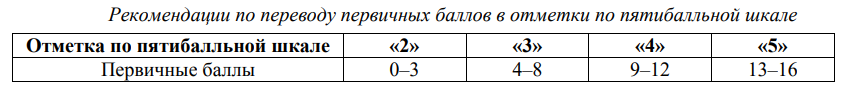 Рекомендации по переводу первичных баллов в отметки по пятибалльной шкале
Отметка по пятибалльной шкале «2» «3» «4» «5»
Первичные баллы 0–3 4–8 9–12 13–16